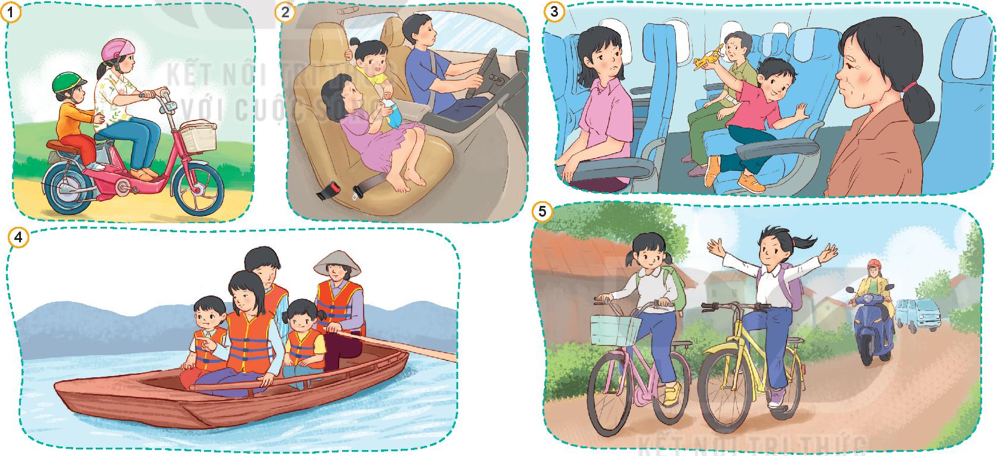 1
2
3
KẾT NỐI TRI THỨC
VỚI CUỘC SỐNG
4
5
KẾT NỐI TRI THỨC